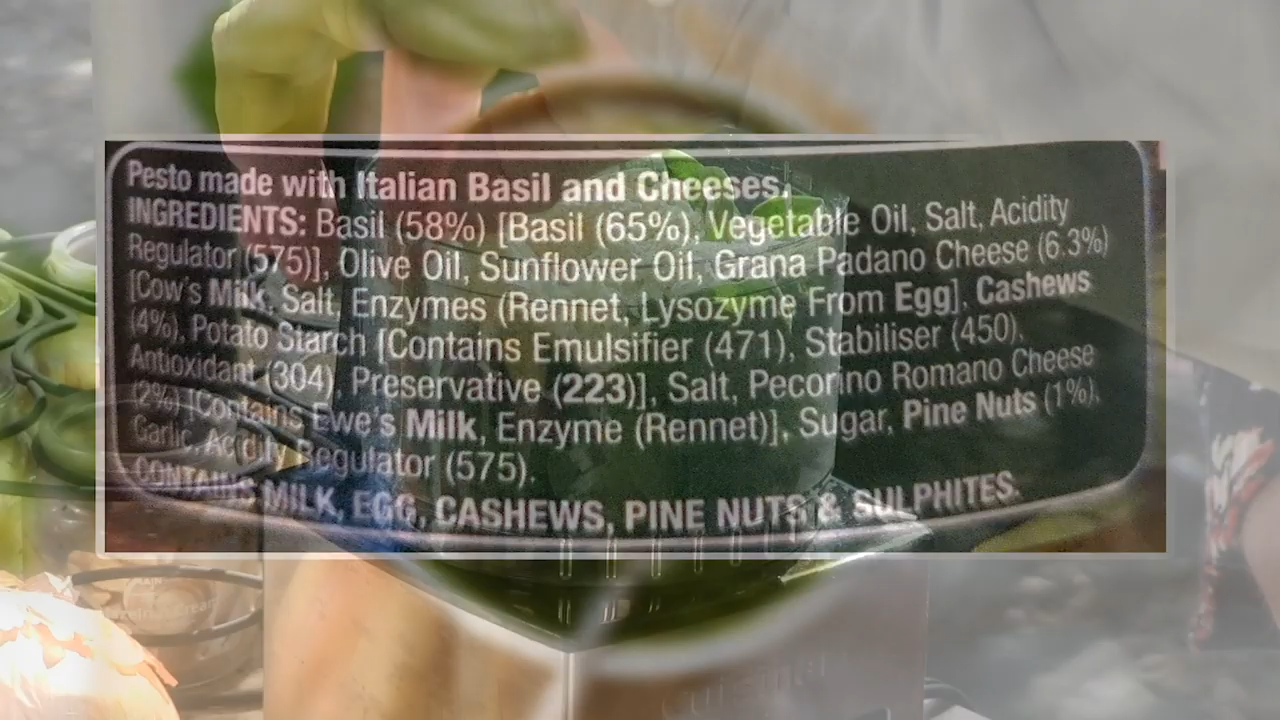 Pesto made with Italian Basil and Cheeses.
INGREDIENTS: Basil (58%) [Basil (65%), Vegetable Oil, Salt, Acidity
Regulator (575)], Olive Oil, Sunflower Oil, Grana Padano Cheese (6.3%)
[Cow's Milk, Salt, Enzymes (Rennet, Lysozyme From Egg], Cashews
(4%), Potato Starch [Contains Emulsifier (471), Stabiliser (450),
Antioxidant (304), Preservative (223)], Salt, Pecorino Romano Cheese
(2%) [Contains Ewe's Milk, Enzyme (Rennet)], Sugar, Pine Nuts (1%),
Garlic, Acidity Regulator (575).
CONTAINS MILK, EGG, CASHEWS, PINE NUTS & SULPHITES.